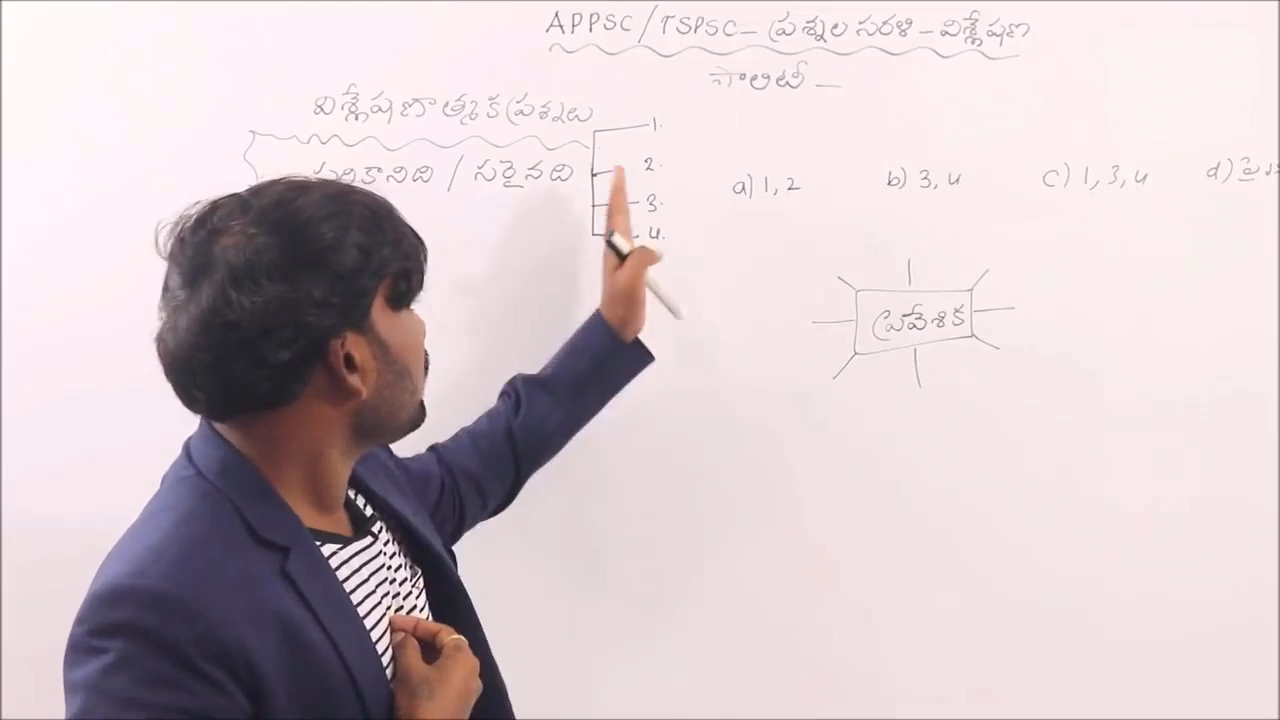 APPSC/TSPSC - ప్రశ్నల సరళి - విశ్లేషణ
పాలిటీ -
విశ్లేషణాత్మక ప్రశ్నలు
సరికానిది / సరైనది
1.
2.
3.
4.
a) 1, 2 b) 3, 4 c) 1, 3, 4 d)
ప్రవేశిక